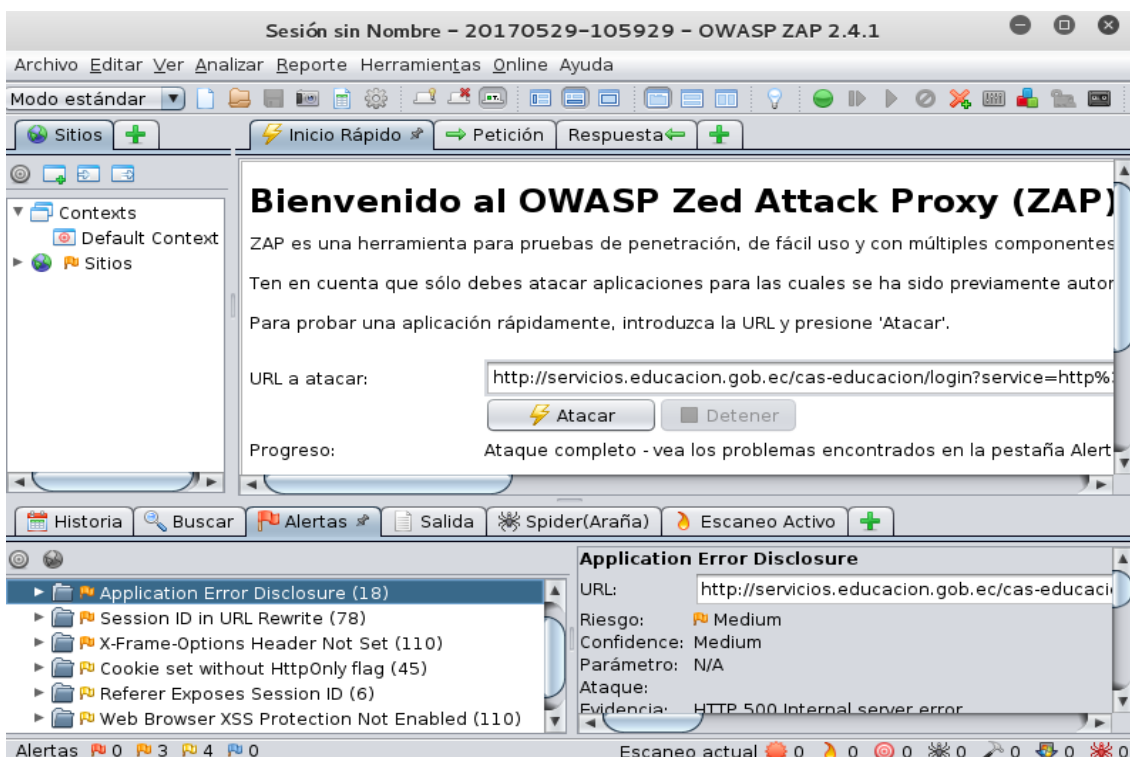 Sesión sin Nombre – 20170529-105929 – OWASP ZAP 2.4.1
Archivo Editar Ver Analizar Reporte Herramientas Online Ayuda
Modo estándar
Sitios
Inicio Rápido
Petición
Respuesta
Contexts
Default Context
Sitios
Bienvenido al OWASP Zed Attack Proxy (ZAP)
ZAP es una herramienta para pruebas de penetración, de fácil uso y con múltiples componentes
Ten en cuenta que sólo debes atacar aplicaciones para las cuales se ha sido previamente autor
Para probar una aplicación rápidamente, introduzca la URL y presione 'Atacar'.
URL a atacar: http://servicios.educacion.gob.ec/cas-educacion/login?service=http%
Atacar
Detener
Progreso: Ataque completo - vea los problemas encontrados en la pestaña Alert
Historia
Buscar
Alertas
Salida
Spider(Araña)
Escaneo Activo
Application Error Disclosure (18)
Session ID in URL Rewrite (78)
X-Frame-Options Header Not Set (110)
Cookie set without HttpOnly flag (45)
Referer Exposes Session ID (6)
Web Browser XSS Protection Not Enabled (110)
Application Error Disclosure
URL: http://servicios.educacion.gob.ec/cas-educaci
Riesgo: Medium
Confidence: Medium
Parámetro: N/A
Ataque:
Evidencia: HTTP 500 Internal server error
Alertas 0 3 4 0
Escaneo actual 0 0 0 0 0 0 0